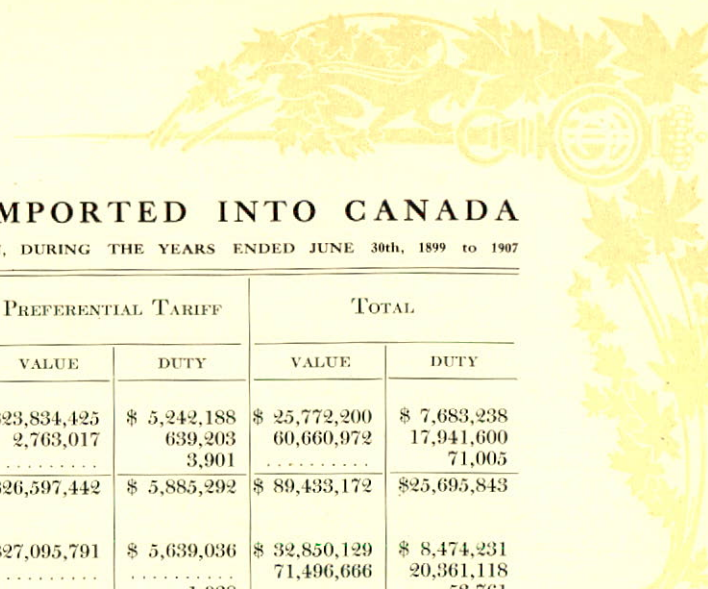 MPORTED INTO CANADA
, DURING THE YEARS ENDED JUNE 30th, 1899 to 1907
PREFERENTIAL TARIFF TOTAL
VALUE DUTY VALUE DUTY
$23,834,425 $ 5,242,188 $ 25,772,200 $ 7,683,238
2,763,017 639,203 60,660,972 17,941,600
......... 3,901 .......... 71,005
$26,597,442 $ 5,885,292 $ 89,433,172 $25,695,843
$27,095,791 $ 5,639,036 $ 32,850,129 $ 8,474,231
......... .......... 71,496,666 20,361,118